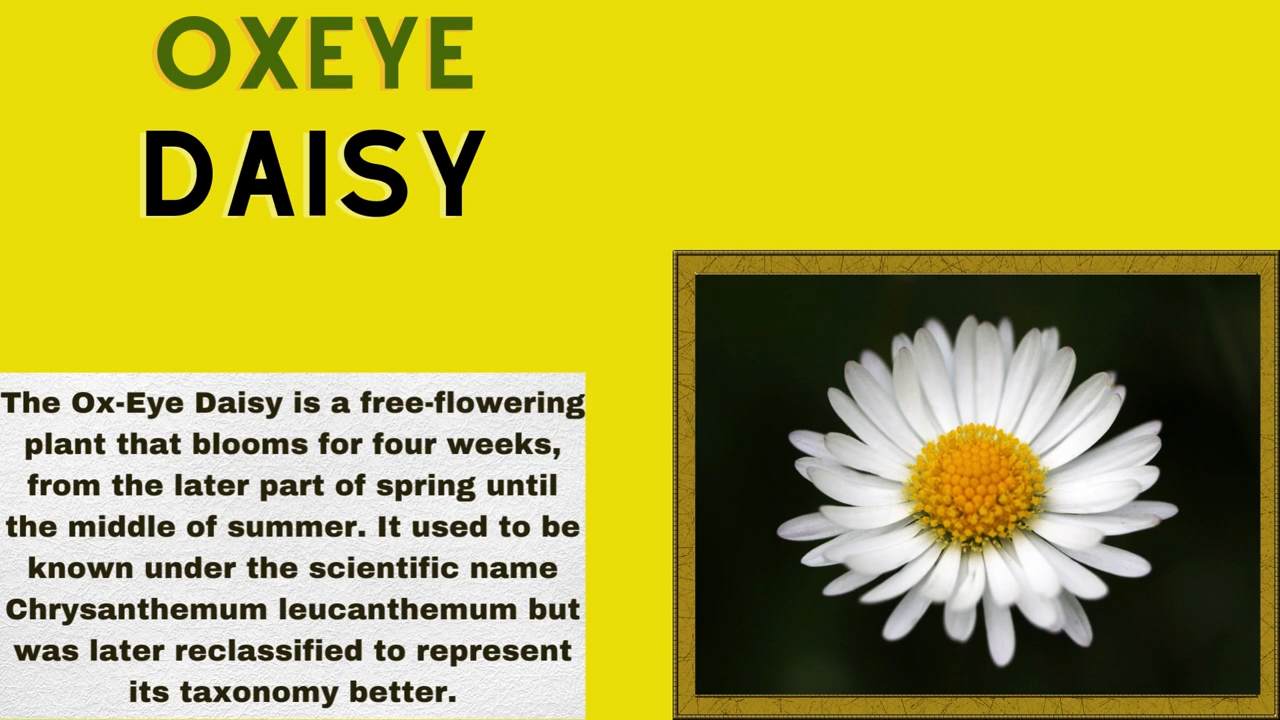 OXEYE
DAISY
The Ox-Eye Daisy is a free-flowering
plant that blooms for four weeks,
from the later part of spring until
the middle of summer. It used to be
known under the scientific name
Chrysanthemum leucanthemum but
was later reclassified to represent
its taxonomy better.